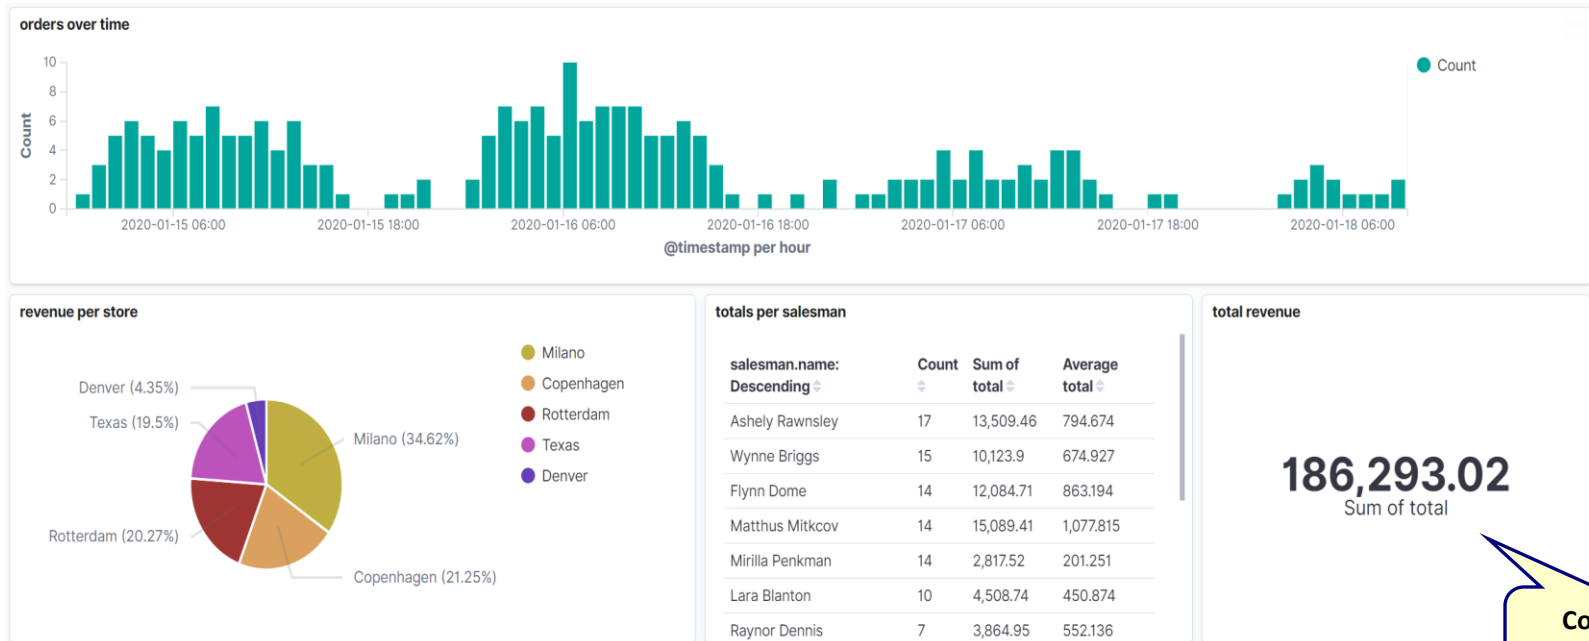 orders over time
10
8
6
4
2
0
Count
Count
2020-01-15 06:00
2020-01-15 18:00
2020-01-16 06:00
2020-01-16 18:00
2020-01-17 06:00
2020-01-17 18:00
2020-01-18 06:00
@timestamp per hour
revenue per store
Denver (4.35%)
Texas (19.5%)
Milano (34.62%)
Rotterdam (20.27%)
Copenhagen (21.25%)
Milano
Copenhagen
Rotterdam
Texas
Denver
totals per salesman
salesman.name: Count Sum of Average
Descending total total
Ashely Rawnsley 17 13,509.46 794.674
Wynne Briggs 15 10,123.9 674.927
Flynn Dome 14 12,084.71 863.194
Matthus Mitkcov 14 15,089.41 1,077.815
Mirilla Penkman 14 2,817.52 201.251
Lara Blanton 10 4,508.74 450.874
Raynor Dennis 7 3,864.95 552.136
total revenue
186,293.02
Sum of total